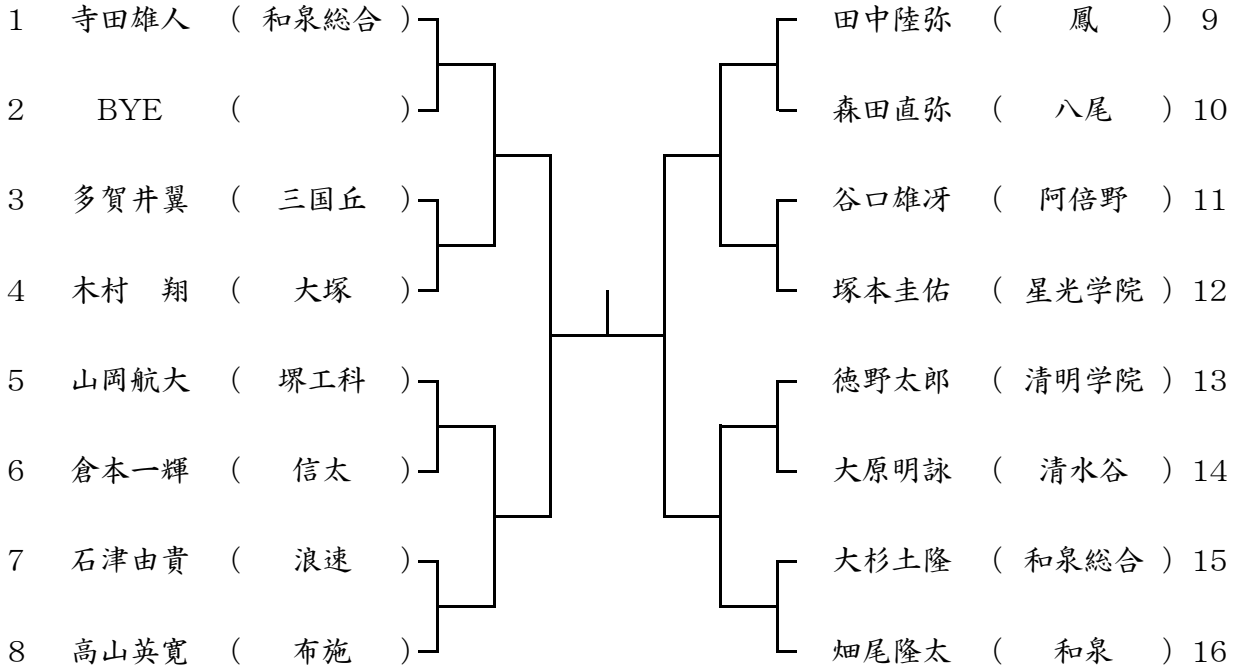 1 寺田雄人 ( 和泉総合 ) 田中陸弥 ( 鳳 ) 9
2 BYE ( ) 森田直弥 ( 八尾 ) 10
3 多賀井翼 ( 三国丘 ) 谷口雄冴 ( 阿倍野 ) 11
4 木村 翔 ( 大塚 ) 塚本圭佑 ( 星光学院 ) 12
5 山岡航大 ( 堺工科 ) 徳野太郎 ( 清明学院 ) 13
6 倉本一輝 ( 信太 ) 大原明詠 ( 清水谷 ) 14
7 石津由貴 ( 浪速 ) 大杉土隆 ( 和泉総合 ) 15
8 高山英寛 ( 布施 ) 畑尾隆太 ( 和泉 ) 16